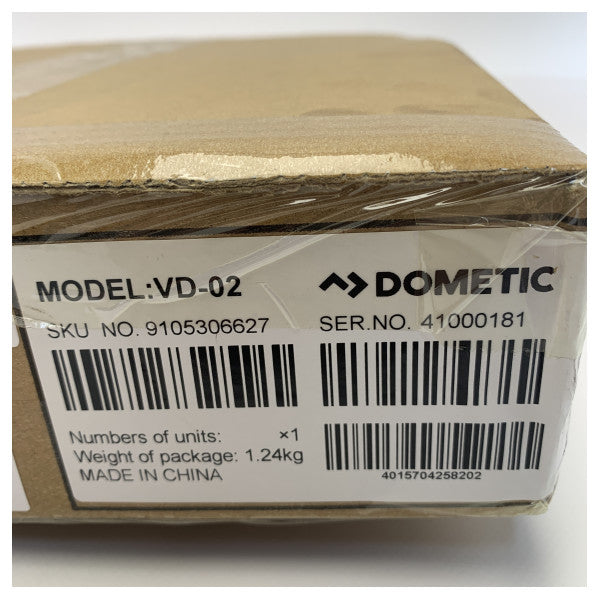 MODEL:VD-02
DOMETIC
SKU NO. 9105306627
SER.NO. 41000181
Numbers of units: ×1
Weight of package: 1.24kg
MADE IN CHINA
4015704258202